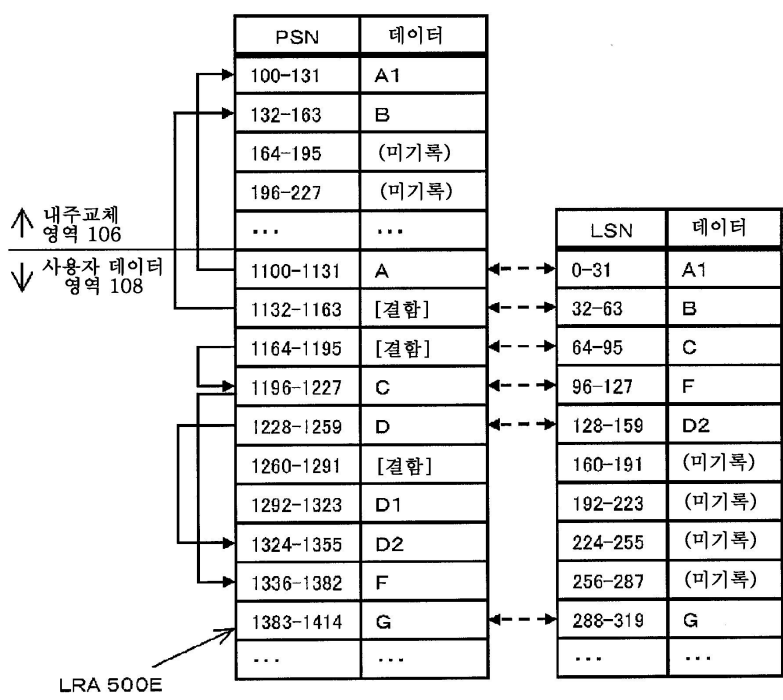 PSN 데이터
100-131 A1
132-163 B
164-195 (미기록)
196-227 (미기록)
... ...
내주교체
영역 106
사용자 데이터
영역 108
1100-1131 A
1132-1163 [결함]
1164-1195 [결함]
1196-1227 C
1228-1259 D
1260-1291 [결함]
1292-1323 D1
1324-1355 D2
1336-1382 F
1383-1414 G
... ...
LRA 500E
LSN 데이터
0-31 A1
32-63 B
64-95 C
96-127 F
128-159 D2
160-191 (미기록)
192-223 (미기록)
224-255 (미기록)
256-287 (미기록)
288-319 G
... ...